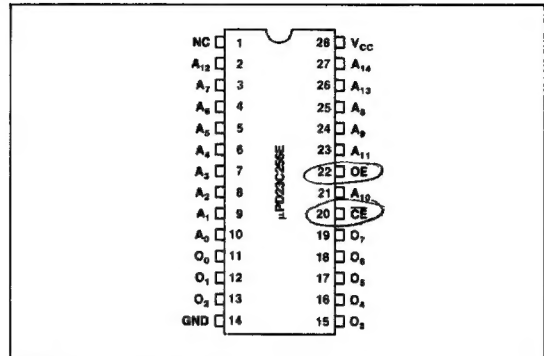 NC 1 28 V_CC
A₁₂ 2 27 A₁₄
A₇ 3 26 A₁₃
A₆ 4 25 A₈
A₅ 5 24 A₉
A₄ 6 23 A₁₁
A₃ 7 22 OE
A₂ 8 21 A₁₀
A₁ 9 20 C̅E̅
A₀ 10 19 O₇
O₀ 11 18 O₆
O₁ 12 17 O₅
O₂ 13 16 O₄
GND 14 15 O₃
μPD23C256E